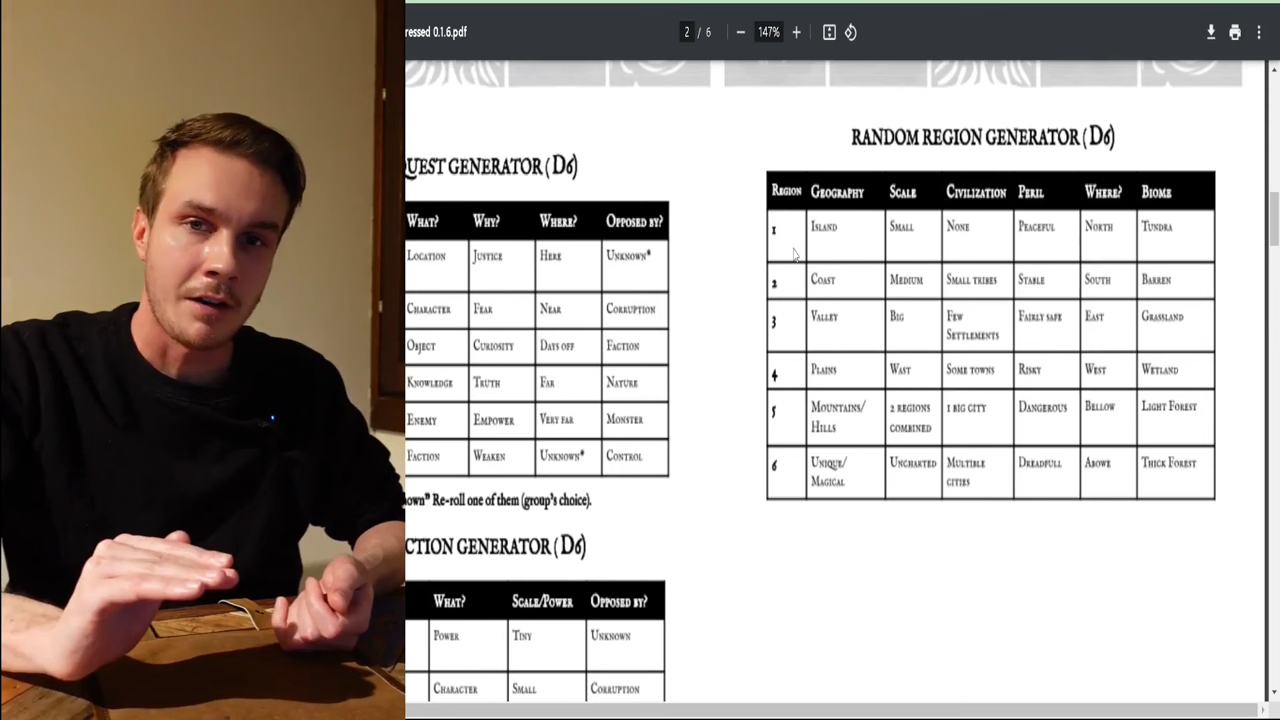 ressed 0.1.6.pdf
2 / 6
147%
QUEST GENERATOR ( D6)
WHAT? WHY? WHERE? OPPOSED BY?
LOCATION JUSTICE HERE UNKNOWN*
CHARACTER FEAR NEAR CORRUPTION
OBJECT CURIOSITY DAYS OFF FACTION
KNOWLEDGE TRUTH FAR NATURE
ENEMY EMPOWER VERY FAR MONSTER
FACTION WEAKEN UNKNOWN* CONTROL
own" Re-roll one of them (group's choice).
CTION GENERATOR ( D6)
WHAT? SCALE/POWER OPPOSED BY?
POWER TINY UNKNOWN
CHARACTER SMALL CORRUPTION
RANDOM REGION GENERATOR ( D6)
REGION GEOGRAPHY SCALE CIVILIZATION PERIL WHERE? BIOME
1 ISLAND SMALL NONE PEACEFUL NORTH TUNDRA
2 COAST MEDIUM SMALL TRIBES STABLE SOUTH BARREN
3 VALLEY BIG FEW SETTLEMENTS FAIRLY SAFE EAST GRASSLAND
4 PLAINS WAST SOME TOWNS RISKY WEST WETLAND
5 MOUNTAINS/ HILLS 2 REGIONS COMBINED 1 BIG CITY DANGEROUS BELLOW LIGHT FOREST
6 UNIQUE/ MAGICAL UNCHARTED MULTIBLE CITIES DREADFULL ABOWE THICK FOREST